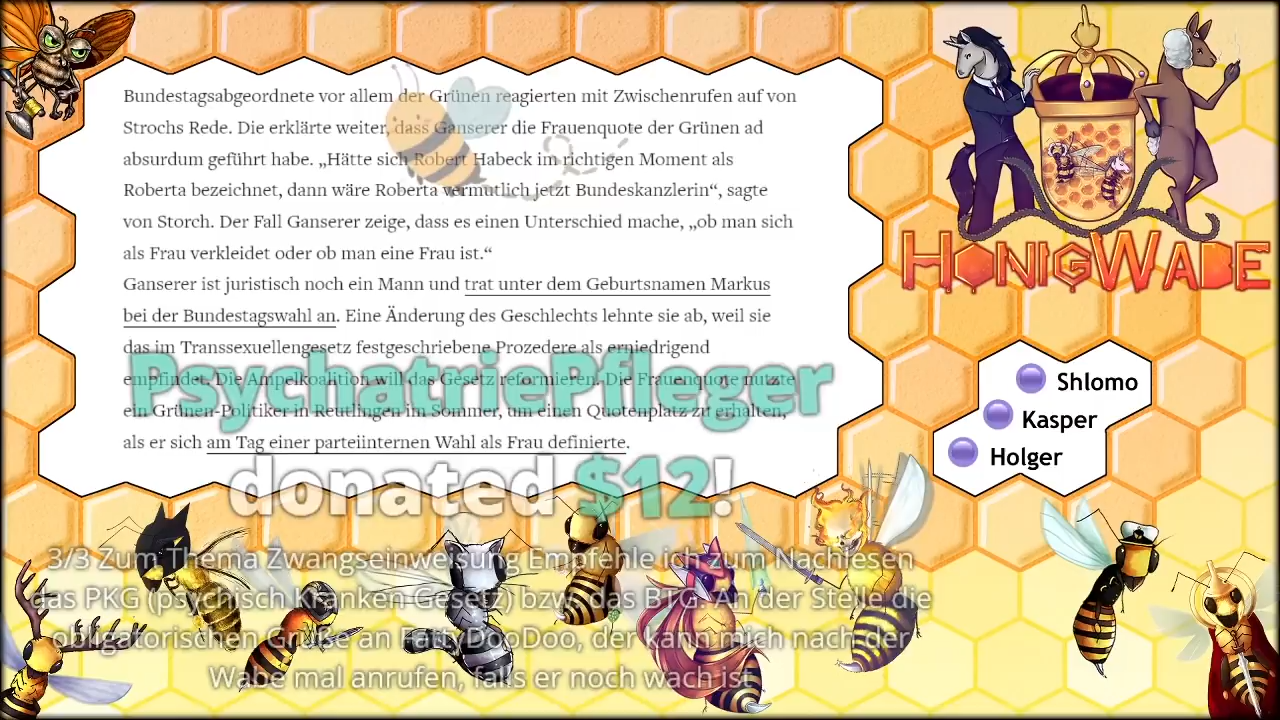 Bundestagsabgeordnete vor allem der Grünen reagierten mit Zwischenrufen auf von
Strochs Rede. Die erklärte weiter, dass Ganserer die Frauenquote der Grünen ad
absurdum geführt habe. „Hätte sich Robert Habeck im richtigen Moment als
Roberta bezeichnet, dann wäre Roberta vermutlich jetzt Bundeskanzlerin“, sagte
von Storch. Der Fall Ganserer zeige, dass es einen Unterschied mache, „ob man sich
als Frau verkleidet oder ob man eine Frau ist.“
Ganserer ist juristisch noch ein Mann und trat unter dem Geburtsnamen Markus
bei der Bundestagswahl an. Eine Änderung des Geschlechts lehnte sie ab, weil sie
das im Transsexuellengesetz festgeschriebene Prozedere als erniedrigend
empfindet. Die Ampelkoalition will das Gesetz reformieren. Die Frauenquote nutzte
ein Grünen-Politiker in Reutlingen im Sommer, um einen Quotenplatz zu erhalten,
als er sich am Tag einer parteiinternen Wahl als Frau definierte.
PsychatriePfleger
donated $12!
3/3 Zum Thema Zwangseinweisung Empfehle ich zum Nachlesen
das PKG (psychisch Kranken Gesetz) bzw. das BTG. An der Stelle die
obligatorischen Grüße an FattyDooDoo, der kann mich nach der
Wabe mal anrufen, falls er noch wach ist
HONIGWABE
Shlomo
Kasper
Holger